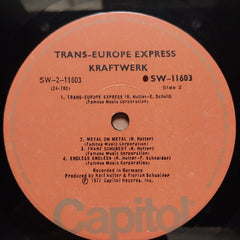 TRANS-EUROPE EXPRESS
KRAFTWERK
SW-2-11603
SW-11603
Side 2
1. TRANS-EUROPE EXPRESS (R. Hutter-E. Schult)
(Famous Music Corporation)
2. METAL ON METAL (R. Hutter)
(Famous Music Corporation)
3. FRANZ SCHUBERT (R. Hutter)
(Famous Music Corporation)
4. ENDLESS ENDLESS (R. Hutter-F. Schneider)
(Famous Music Corporation)
Recorded in Germany
Produced by Ralf Hutter & Florian Schneider
℗ 1977 Capitol Records, Inc.
Capitol